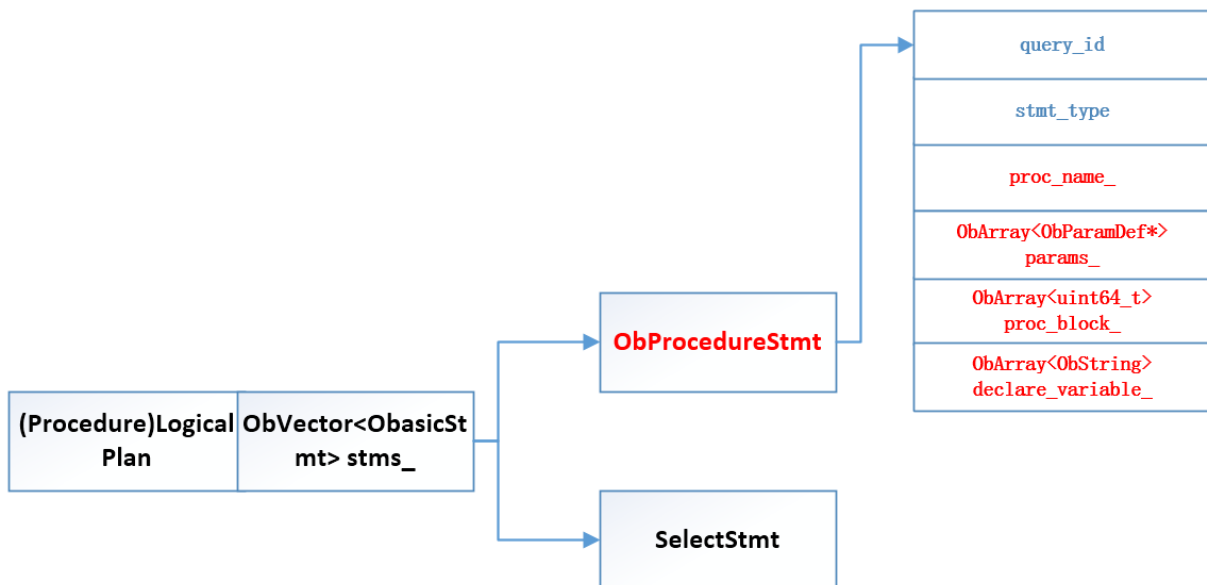 query_id
stmt_type
proc_name_
ObArray<ObParamDef*>
params_
ObArray<uint64_t>
proc_block_
ObArray<ObString>
declare_variable_
ObProcedureStmt
(Procedure)Logical
Plan
ObVector<ObasicSt
mt> stms_
SelectStmt